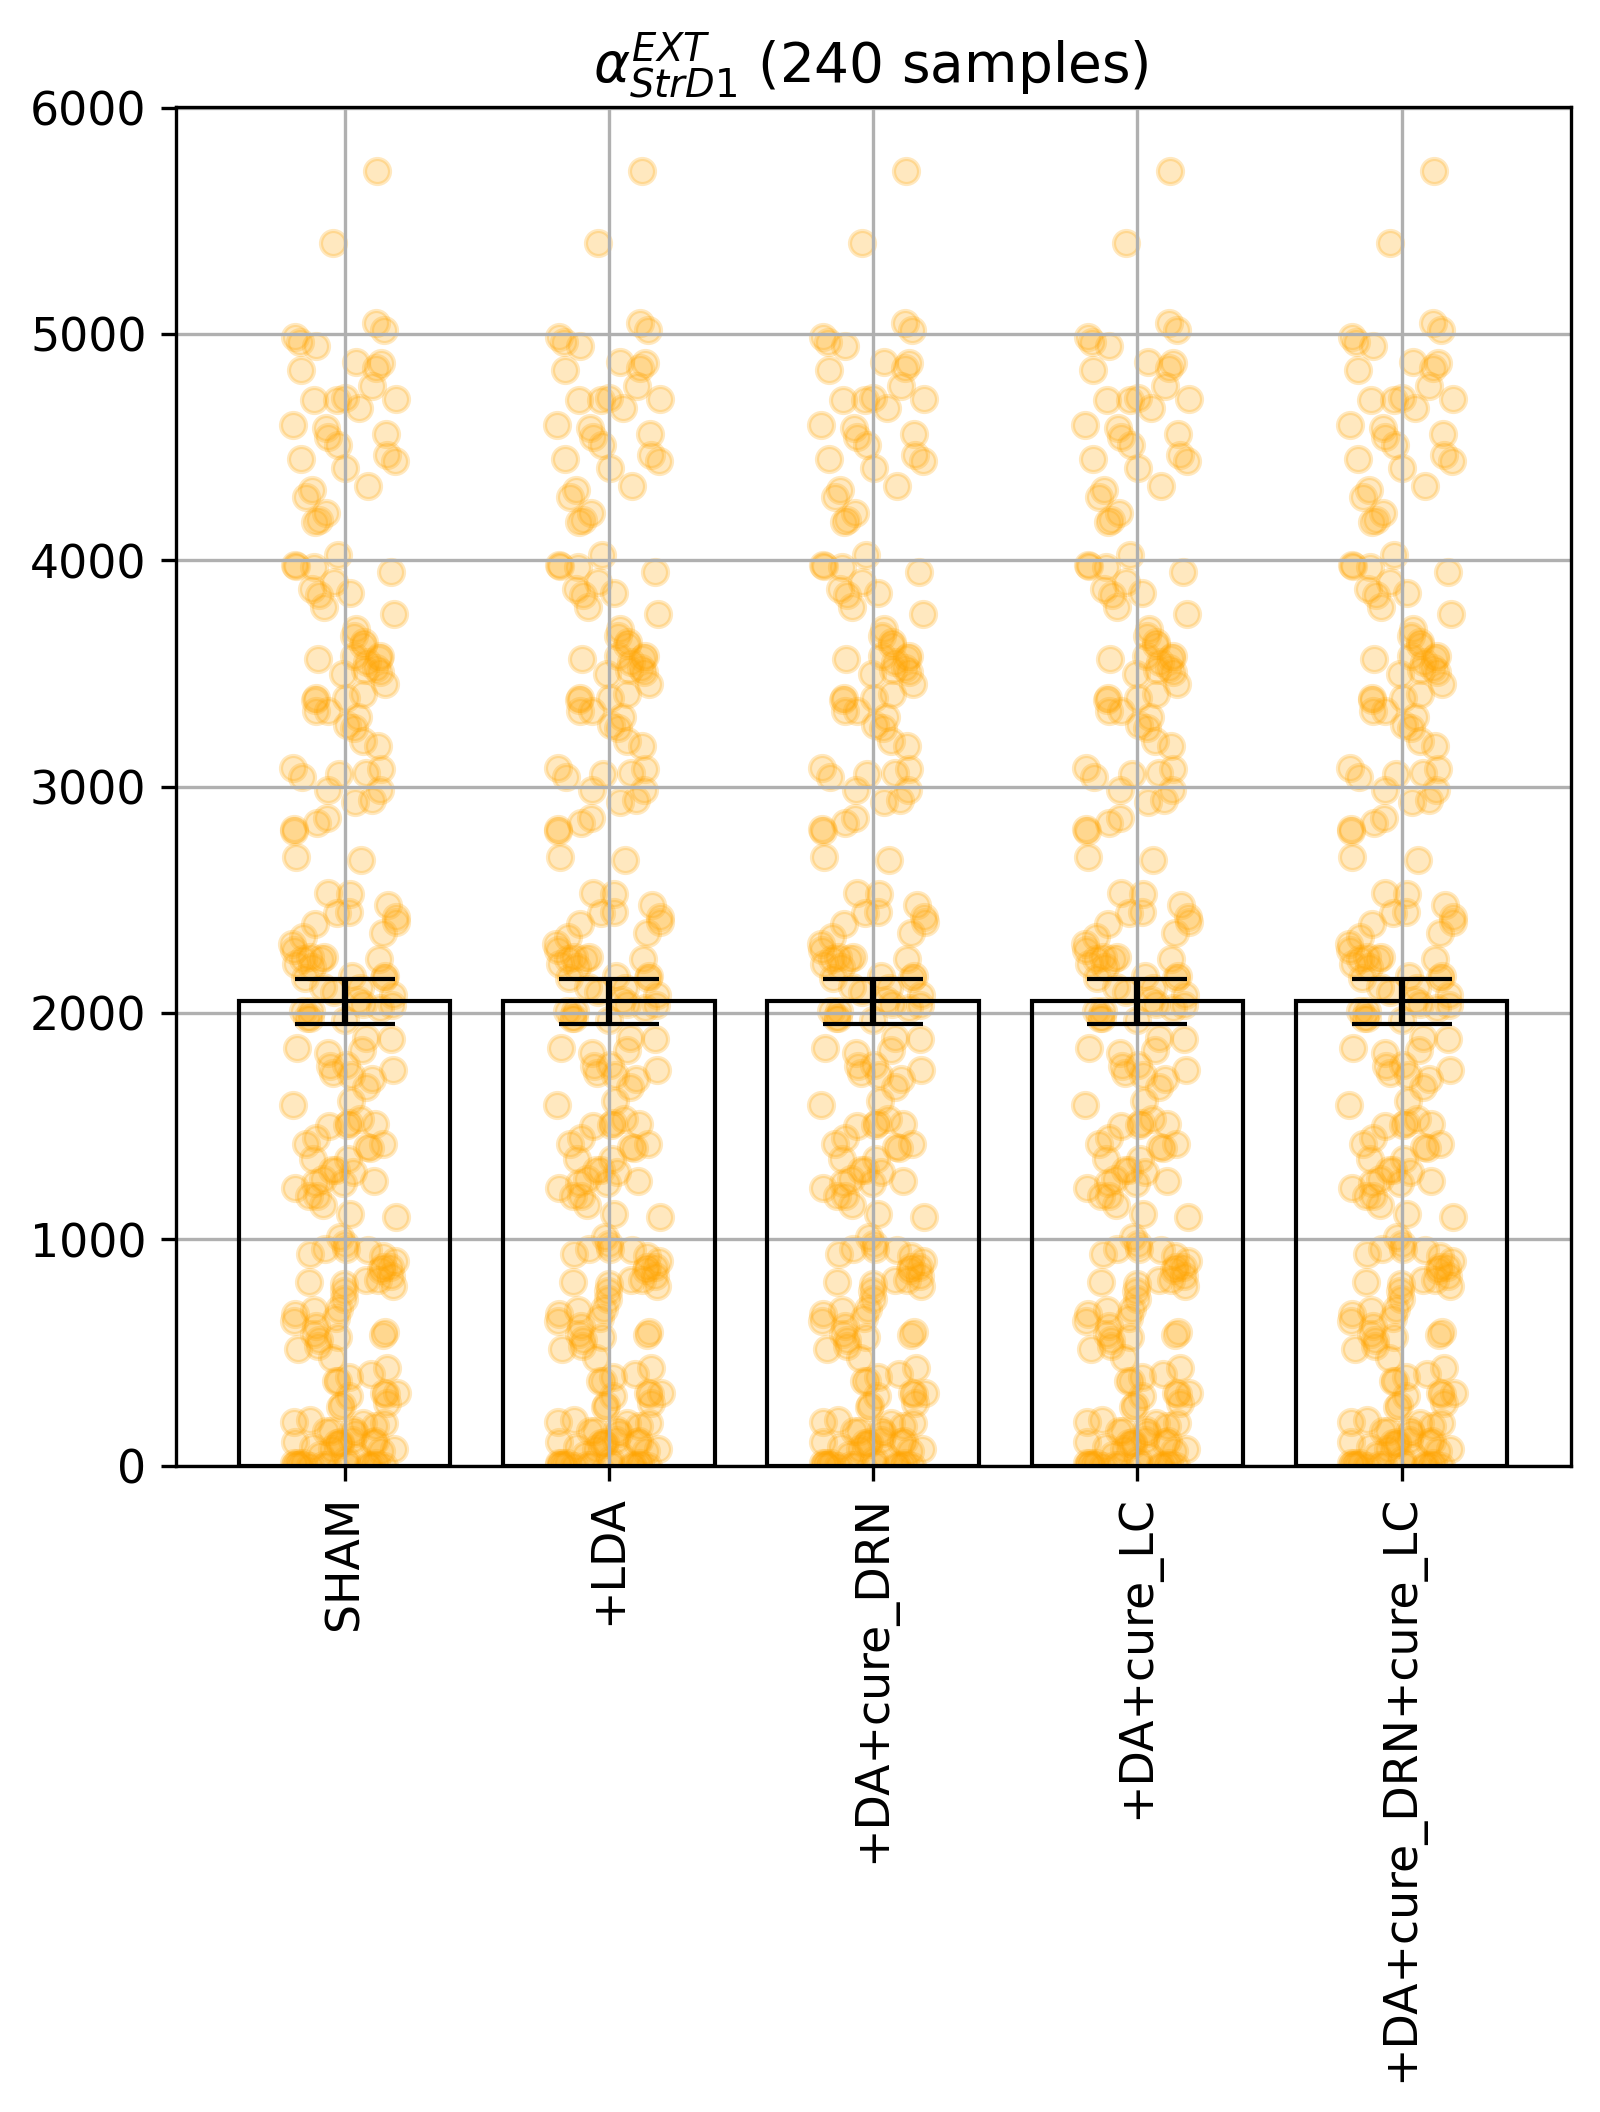 α_{StrD1}^{EXT} (240 samples)
6000
5000
4000
3000
2000
1000
0
SHAM
+LDA
+DA+cure_DRN
+DA+cure_LC
+DA+cure_DRN+cure_LC